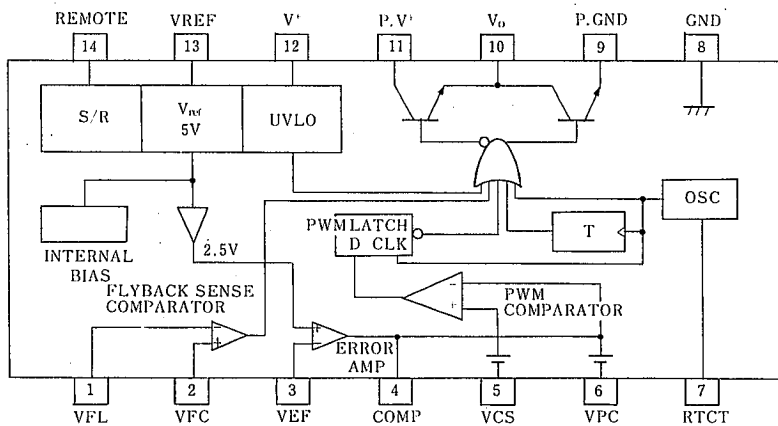 REMOTE VREF V+ P.V+ Vo P.GND GND
14 13 12 11 10 9 8
S/R Vref 5V UVLO
OSC
PWM LATCH
D CLK
T
INTERNAL BIAS
2.5V
FLYBACK SENSE
COMPARATOR
PWM
COMPARATOR
ERROR
AMP
- +
+ -
- +
1 2 3 4 5 6 7
VFL VFC VEF COMP VCS VPC RTCT